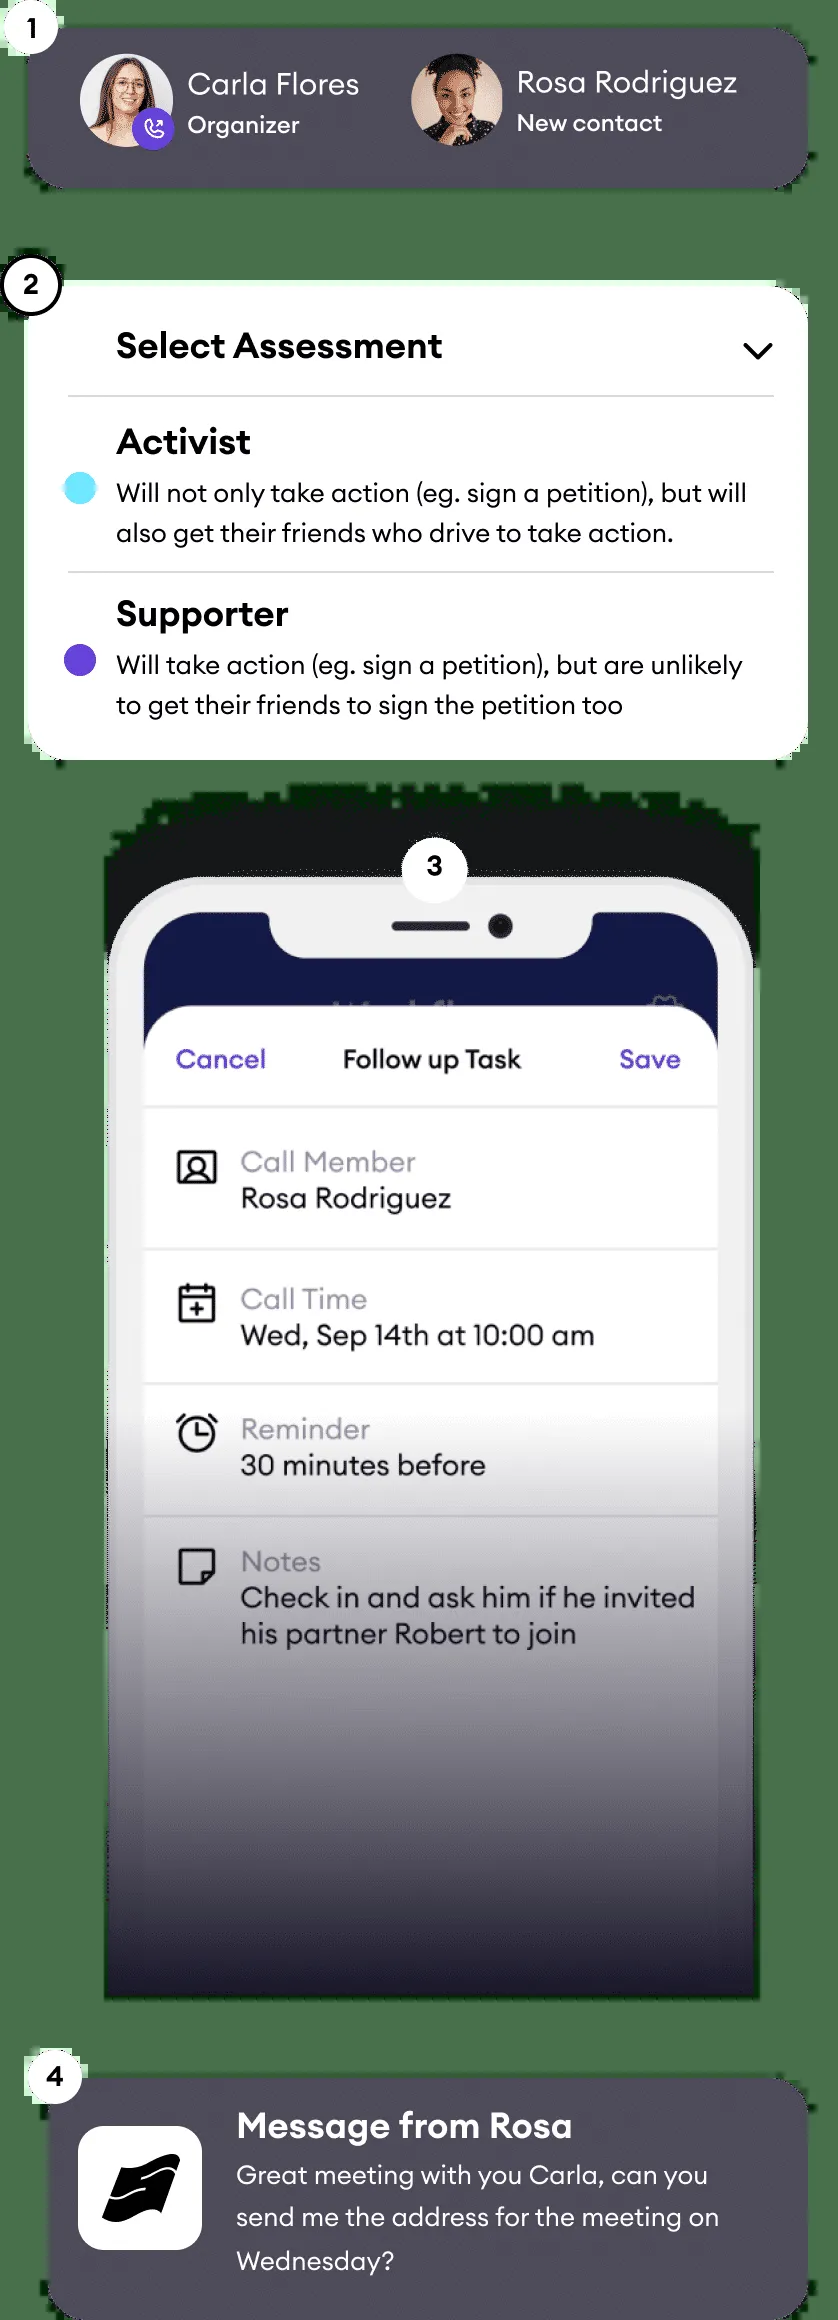 1
Carla Flores
Organizer
Rosa Rodriguez
New contact
2
Select Assessment
Activist
Will not only take action (eg. sign a petition), but will
also get their friends who drive to take action.
Supporter
Will take action (eg. sign a petition), but are unlikely
to get their friends to sign the petition too
3
Cancel
Follow up Task
Save
Call Member
Rosa Rodriguez
Call Time
Wed, Sep 14th at 10:00 am
Reminder
30 minutes before
Notes
Check in and ask him if he invited
his partner Robert to join
4
Message from Rosa
Great meeting with you Carla, can you
send me the address for the meeting on
Wednesday?